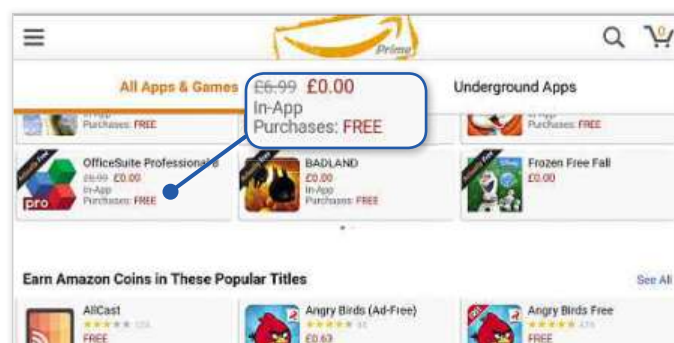 Prime
0
All Apps & Games
Underground Apps
£6.99 £0.00
In-App
Purchases: FREE
Purchases: FREE
Purchases: FREE
OfficeSuite Professional 8
£6.99 £0.00
In-App
Purchases: FREE
pro
BADLAND
£0.00
In-App
Purchases: FREE
Frozen Free Fall
£0.00
Earn Amazon Coins in These Popular Titles
See All
AllCast
FREE
Angry Birds (Ad-Free)
£0.63
Angry Birds Free
FREE